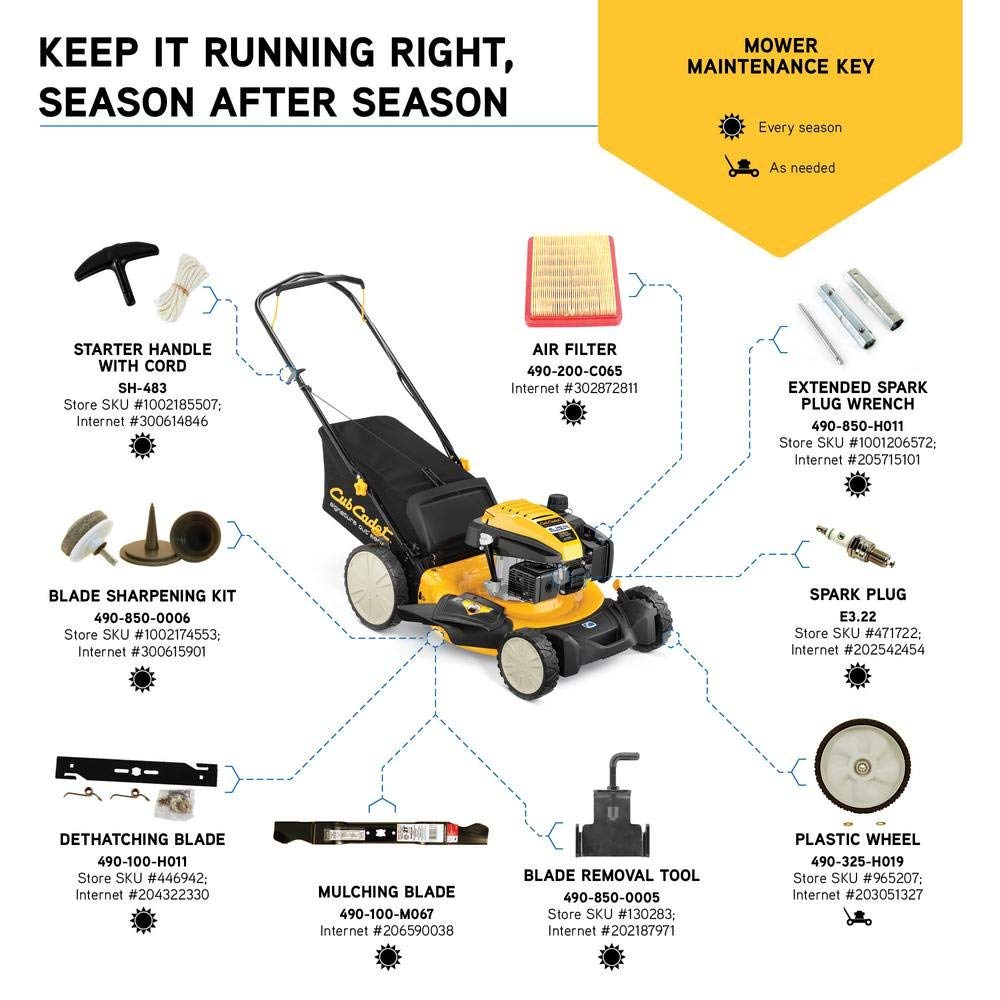 KEEP IT RUNNING RIGHT,
SEASON AFTER SEASON
MOWER
MAINTENANCE KEY
Every season
As needed
STARTER HANDLE
WITH CORD
SH-483
Store SKU #1002185507;
Internet #300614846
AIR FILTER
490-200-C065
Internet #302872811
EXTENDED SPARK
PLUG WRENCH
490-850-H011
Store SKU #1001206572;
Internet #205715101
Cub Cadet
BLADE SHARPENING KIT
490-850-0006
Store SKU #1002174553;
Internet #300615901
SPARK PLUG
E3.22
Store SKU #471722;
Internet #202542454
DETHATCHING BLADE
490-100-H011
Store SKU #446942;
Internet #204322330
MULCHING BLADE
490-100-M067
Internet #206590038
BLADE REMOVAL TOOL
490-850-0005
Store SKU #130283;
Internet #202187971
PLASTIC WHEEL
490-325-H019
Store SKU #965207;
Internet #203051327